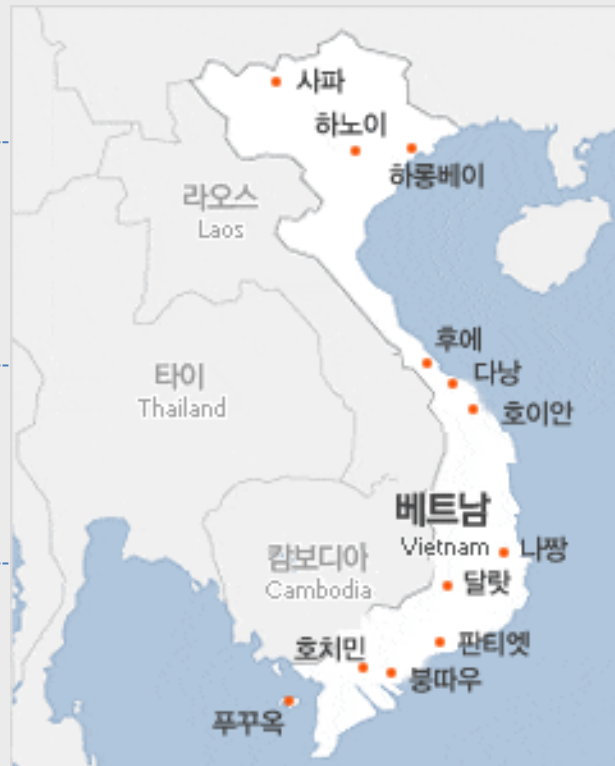 사파
하노이
하롱베이
라오스
Laos
후에
다낭
타이
Thailand
호이안
베트남
Vietnam
나짱
캄보디아
Cambodia
달랏
판티엣
호치민
붕따우
푸꾸옥